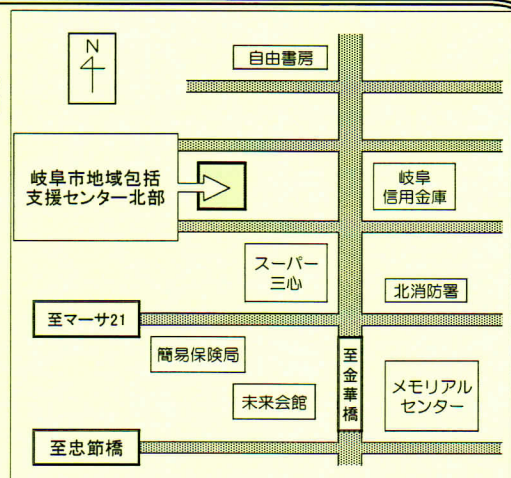 N
自由書房
岐阜市地域包括
支援センター北部
岐阜
信用金庫
スーパー
三心
北消防署
至マーサ21
簡易保険局
至金華橋
未来会館
メモリアル
センター
至忠節橋